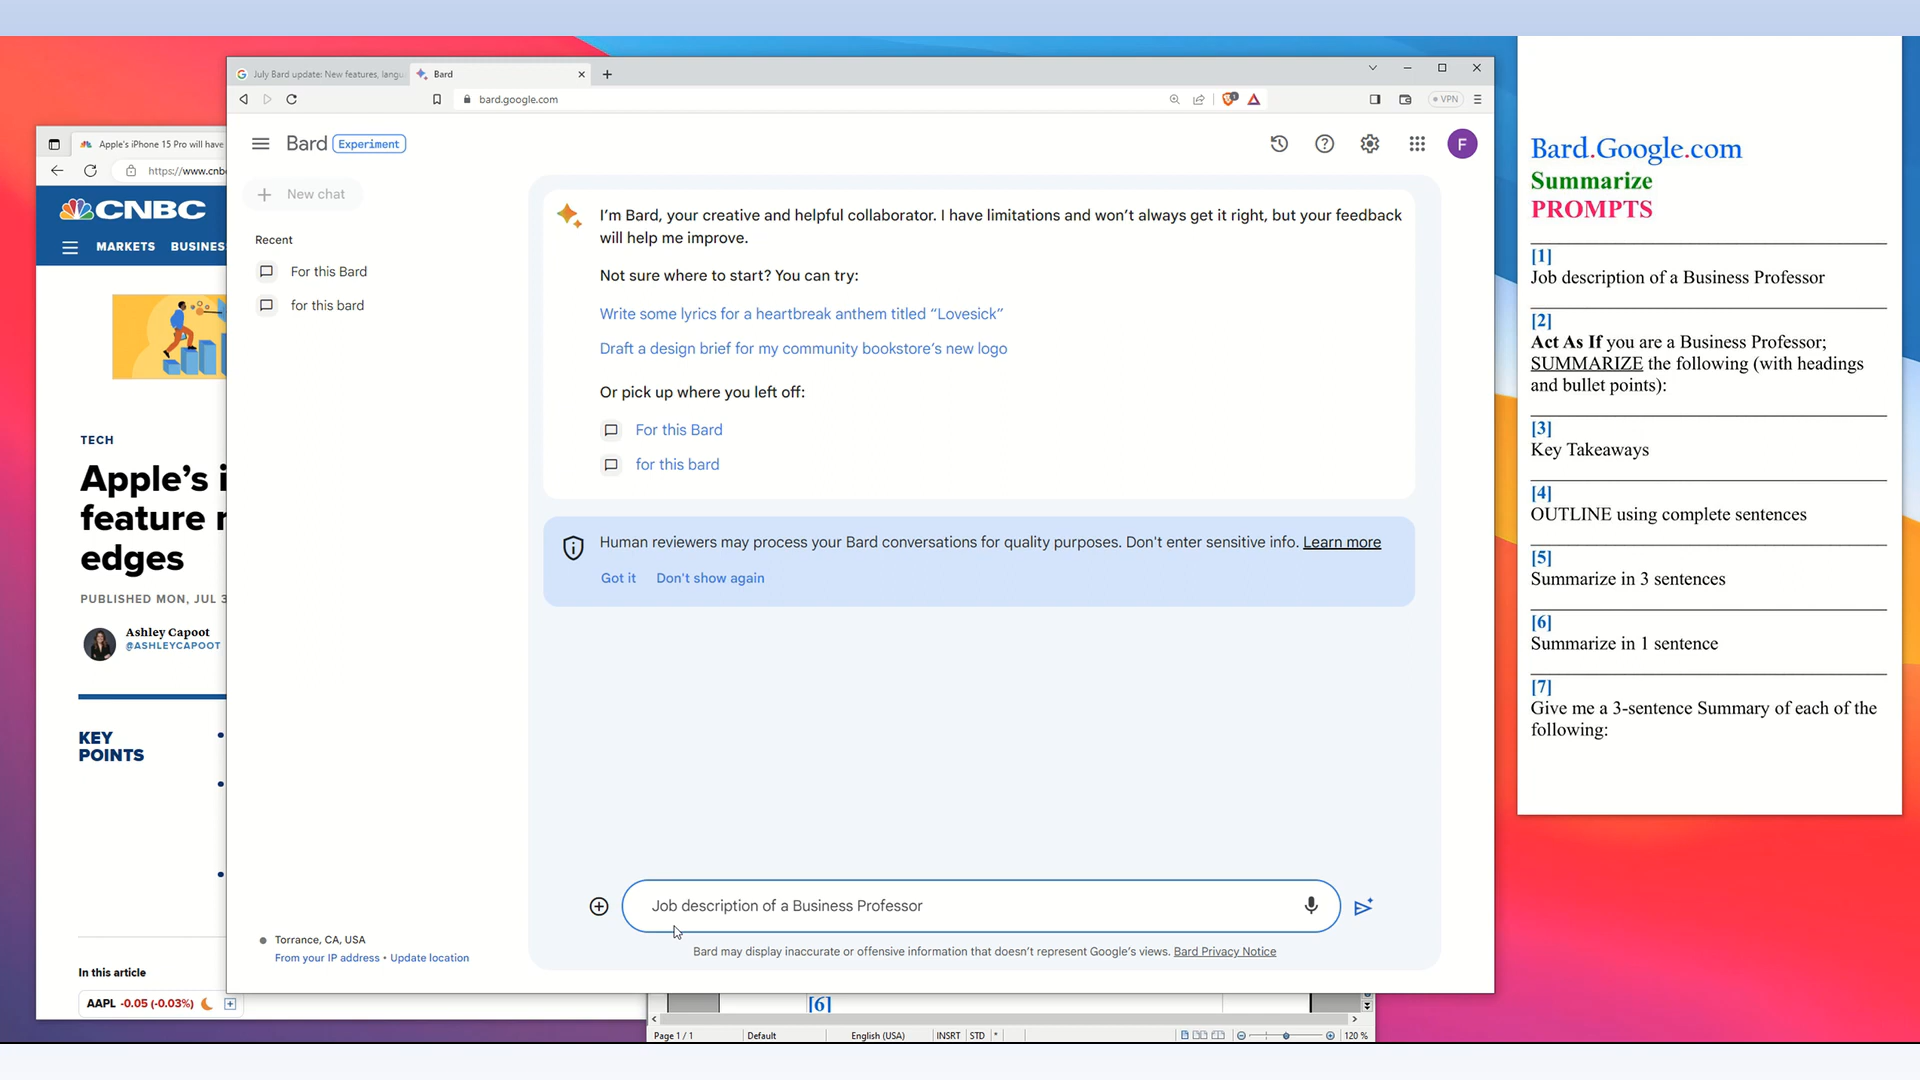 Apple's iPhone 15 Pro will have
https://www.cnb
CNBC
MARKETS
BUSINES
TECH
Apple's i
feature r
edges
PUBLISHED MON, JUL 3
Ashley Capoot
@ASHLEYCAPOOT
KEY
POINTS
In this article
AAPL -0.05 (-0.03%)
July Bard update: New features, langu
Bard
bard.google.com
1
VPN
Bard
Experiment
F
New chat
Recent
For this Bard
for this bard
I'm Bard, your creative and helpful collaborator. I have limitations and won't always get it right, but your feedback
will help me improve.
Not sure where to start? You can try:
Write some lyrics for a heartbreak anthem titled “Lovesick”
Draft a design brief for my community bookstore's new logo
Or pick up where you left off:
For this Bard
for this bard
Human reviewers may process your Bard conversations for quality purposes. Don't enter sensitive info. Learn more
Got it
Don't show again
Job description of a Business Professor
Bard may display inaccurate or offensive information that doesn't represent Google's views. Bard Privacy Notice
Torrance, CA, USA
From your IP address • Update location
[6]
Page 1 / 1
Default
English (USA)
INSRT
STD
*
120 %
Bard.Google.com
Summarize
PROMPTS
[1]
Job description of a Business Professor
[2]
Act As If you are a Business Professor;
SUMMARIZE the following (with headings
and bullet points):
[3]
Key Takeaways
[4]
OUTLINE using complete sentences
[5]
Summarize in 3 sentences
[6]
Summarize in 1 sentence
[7]
Give me a 3-sentence Summary of each of the
following: